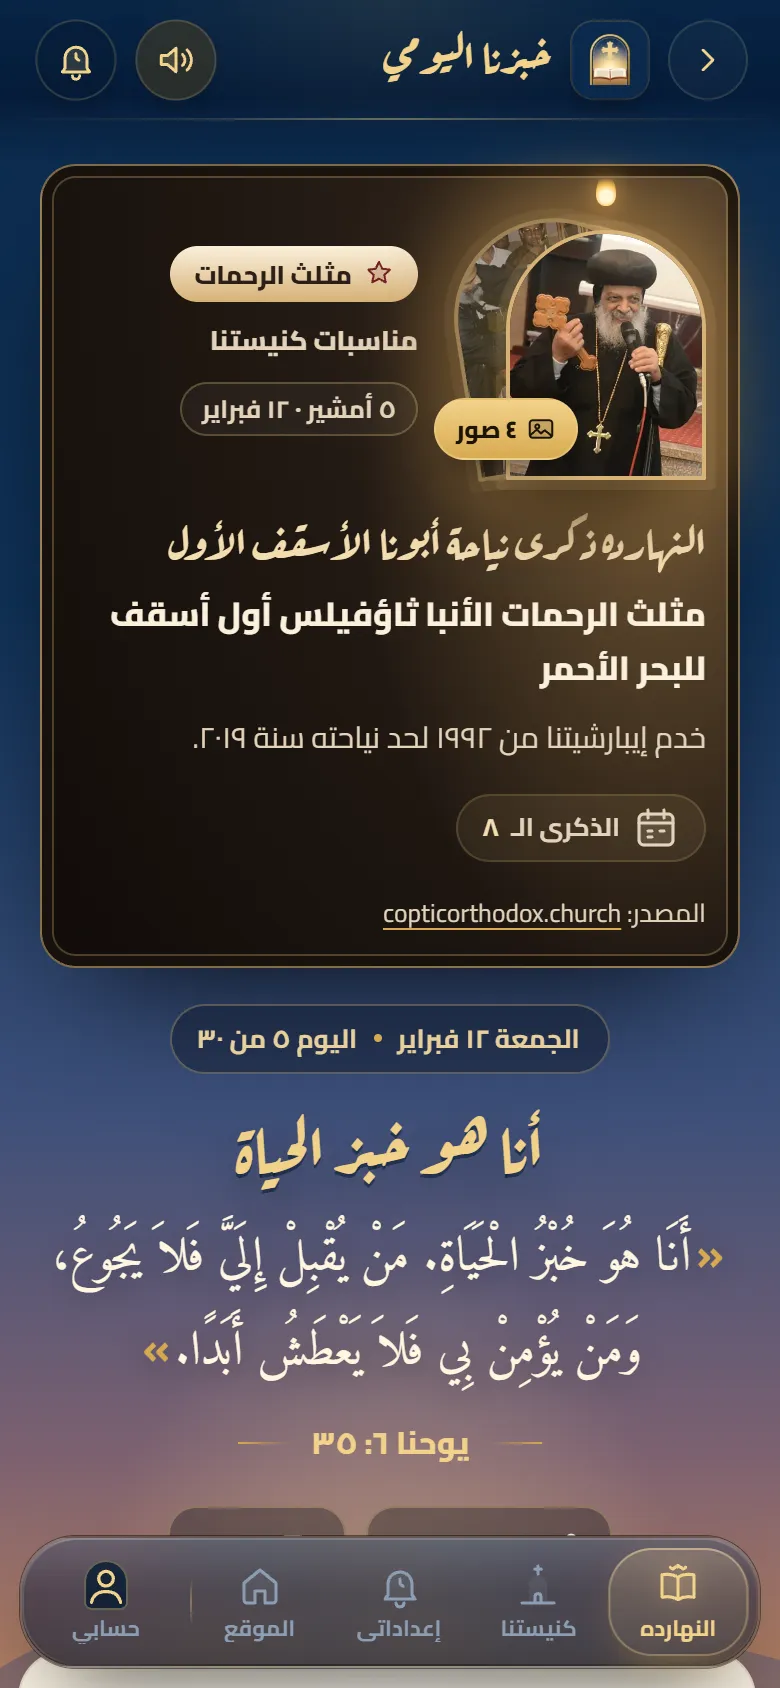 خبزنا اليومي
مثلث الرحمات
مناسبات كنيستنا
٥ أمشير · ١٢ فبراير
٤ صور
النهارده ذكرى نياحة أبونا الأسقف الأول
مثلث الرحمات الأنبا ثاؤفيلس أول أسقف
للبحر الأحمر
خدم إيبارشيتنا من ١٩٩٢ لحد نياحته سنة ٢٠١٩.
الذكرى الـ ٨
المصدر: copticorthodox.church
الجمعة ١٢ فبراير • اليوم ٥ من ٣٠
أنا هو خبز الحياة
«أَنَا هُوَ خُبْزُ الْحَيَاةِ. مَنْ يُقْبِلْ إِلَيَّ فَلاَ يَجُوعُ،
وَمَنْ يُؤْمِنْ بِي فَلاَ يَعْطَشُ أَبَدًا.»
يوحنا ٦: ٣٥
النهارده
كنيستنا
إعداداتى
الموقع
حسابي